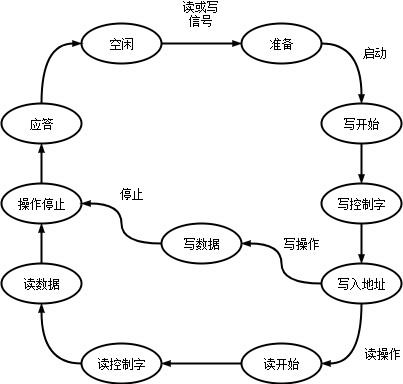 读或写
信号
空闲
准备
启动
应答
写开始
操作停止
停止
写控制字
写数据
写操作
读数据
写入地址
读操作
读控制字
读开始